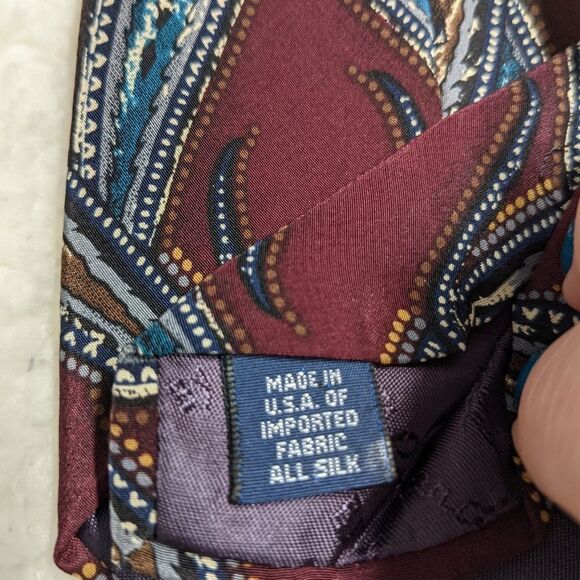 MADE IN
U.S.A. OF
IMPORTED
FABRIC
ALL SILK